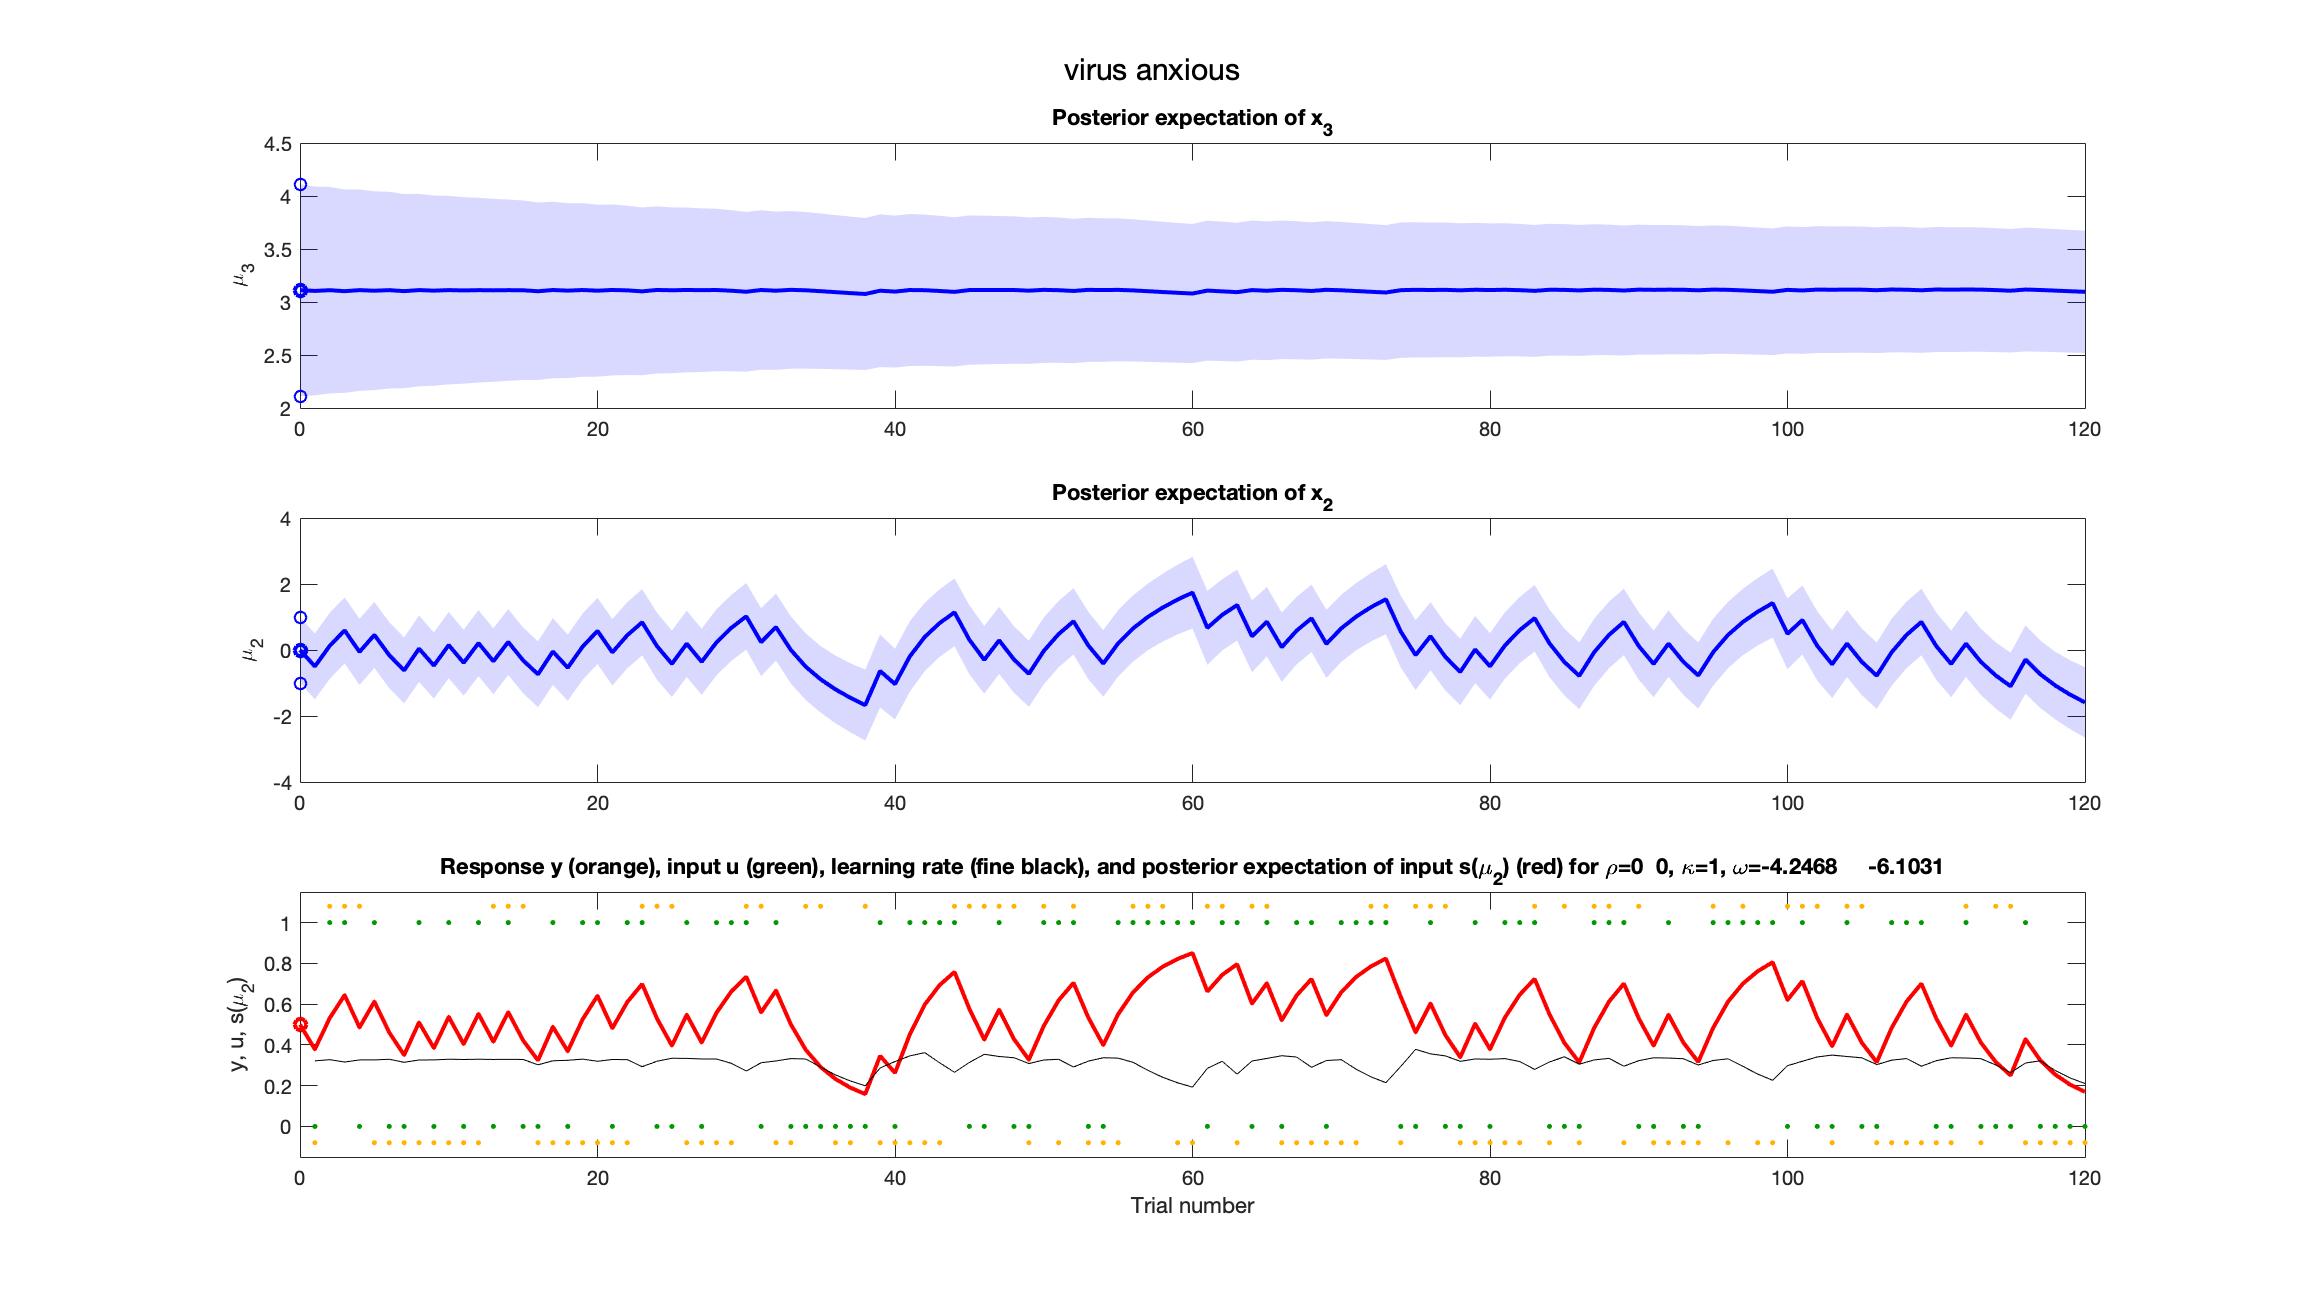 virus anxious
Posterior expectation of x₃
4.5
4
3.5
3
2.5
2
μ₃
0 20 40 60 80 100 120
Posterior expectation of x₂
4
2
0
-2
-4
μ₂
0 20 40 60 80 100 120
Response y (orange), input u (green), learning rate (fine black), and posterior expectation of input s(μ₂) (red) for ρ=0 0, κ=1, ω=-4.2468 -6.1031
1
0.8
0.6
0.4
0.2
0
y, u, s(μ₂)
0 20 40 60 80 100 120
Trial number